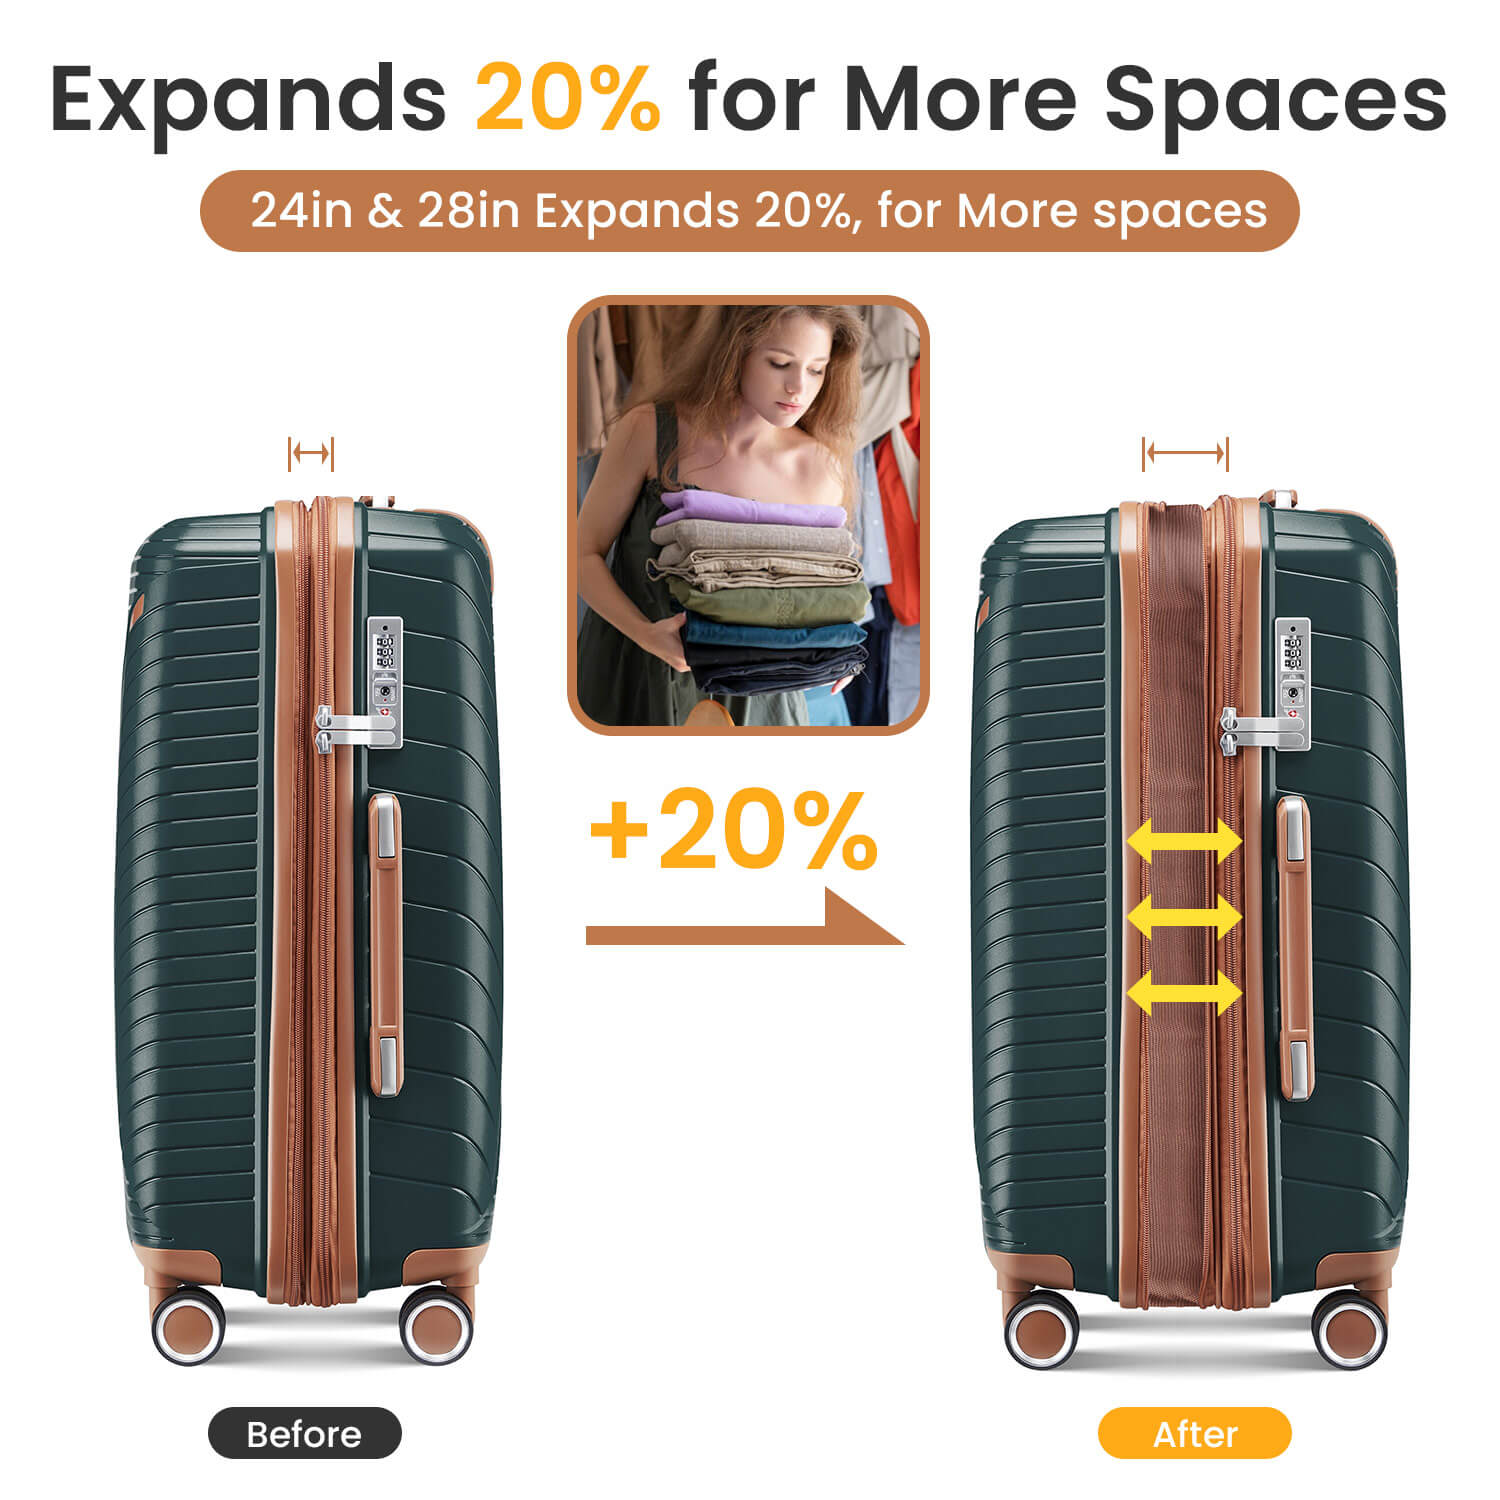 Expands 20% for More Spaces
24in & 28in Expands 20%, for More spaces
+20%
Before
After